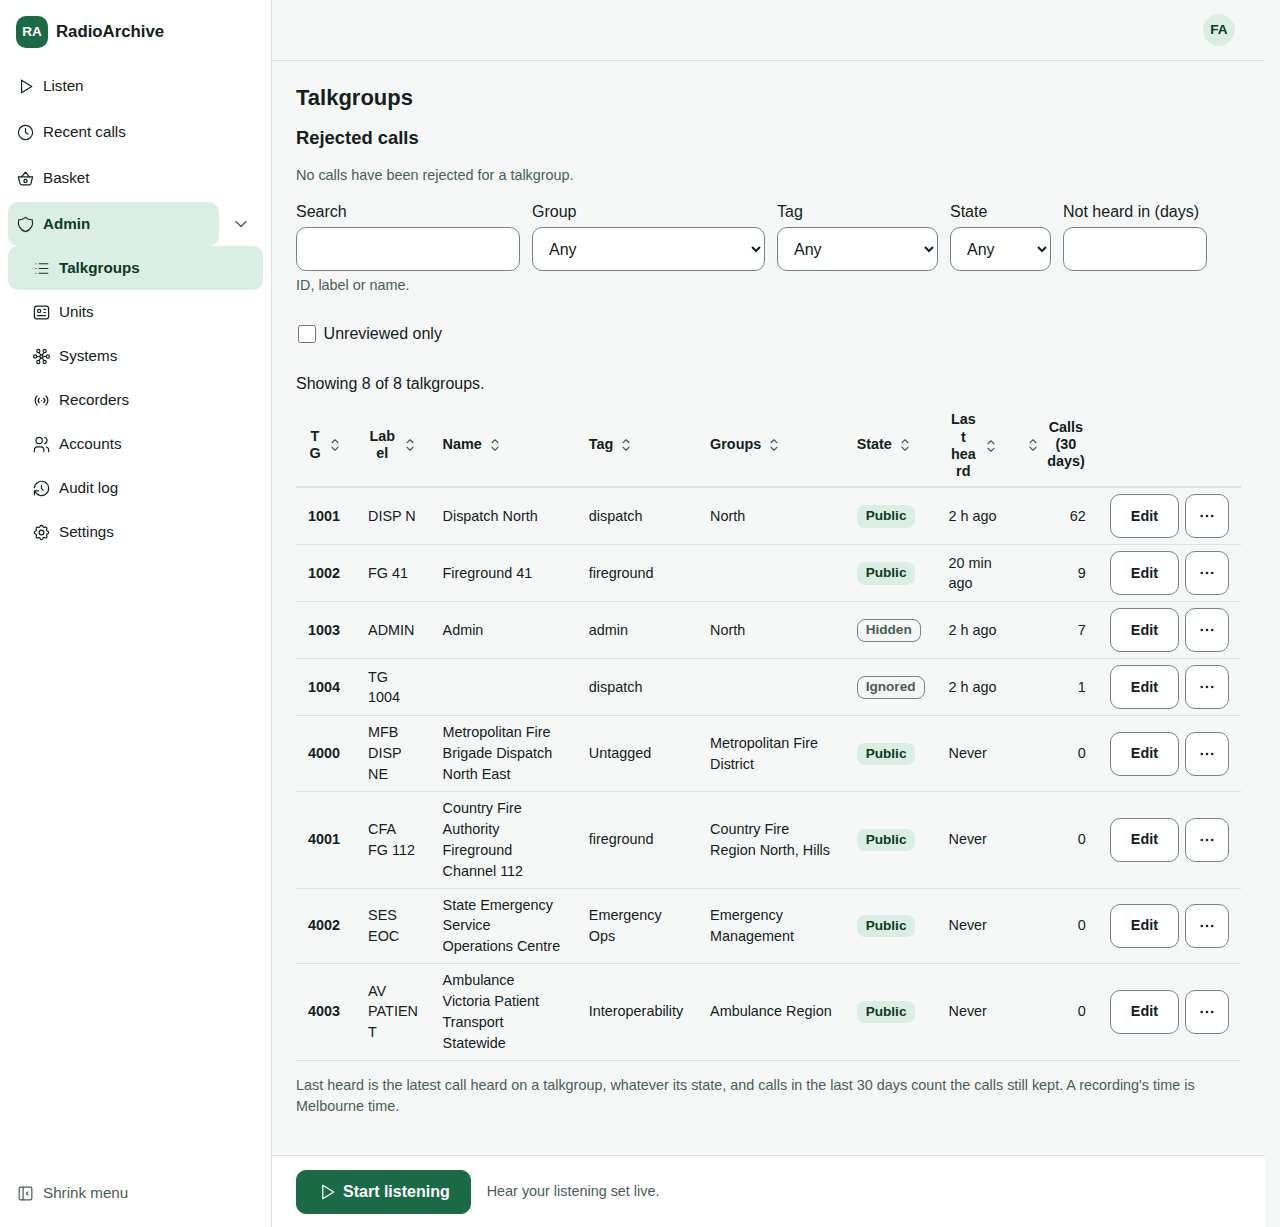 RA RadioArchive
FA
Listen
Recent calls
Basket
Admin
Talkgroups
Units
Systems
Recorders
Accounts
Audit log
Settings
Shrink menu
Talkgroups
Rejected calls
No calls have been rejected for a talkgroup.
Search Group Tag State Not heard in (days)
Any Any Any
ID, label or name.
Unreviewed only
Showing 8 of 8 talkgroups.
TG Label Name Tag Groups State Last heard Calls (30 days)
1001 DISP N Dispatch North dispatch North Public 2 h ago 62 Edit ...
1002 FG 41 Fireground 41 fireground Public 20 min ago 9 Edit ...
1003 ADMIN Admin admin North Hidden 2 h ago 7 Edit ...
1004 TG 1004 dispatch Ignored 2 h ago 1 Edit ...
4000 MFB DISP NE Metropolitan Fire Brigade Dispatch North East Untagged Metropolitan Fire District Public Never 0 Edit ...
4001 CFA FG 112 Country Fire Authority Fireground Channel 112 fireground Country Fire Region North, Hills Public Never 0 Edit ...
4002 SES EOC State Emergency Service Operations Centre Emergency Ops Emergency Management Public Never 0 Edit ...
4003 AV PATIENT Ambulance Victoria Patient Transport Statewide Interoperability Ambulance Region Public Never 0 Edit ...
Last heard is the latest call heard on a talkgroup, whatever its state, and calls in the last 30 days count the calls still kept. A recording's time is
Melbourne time.
Start listening Hear your listening set live.